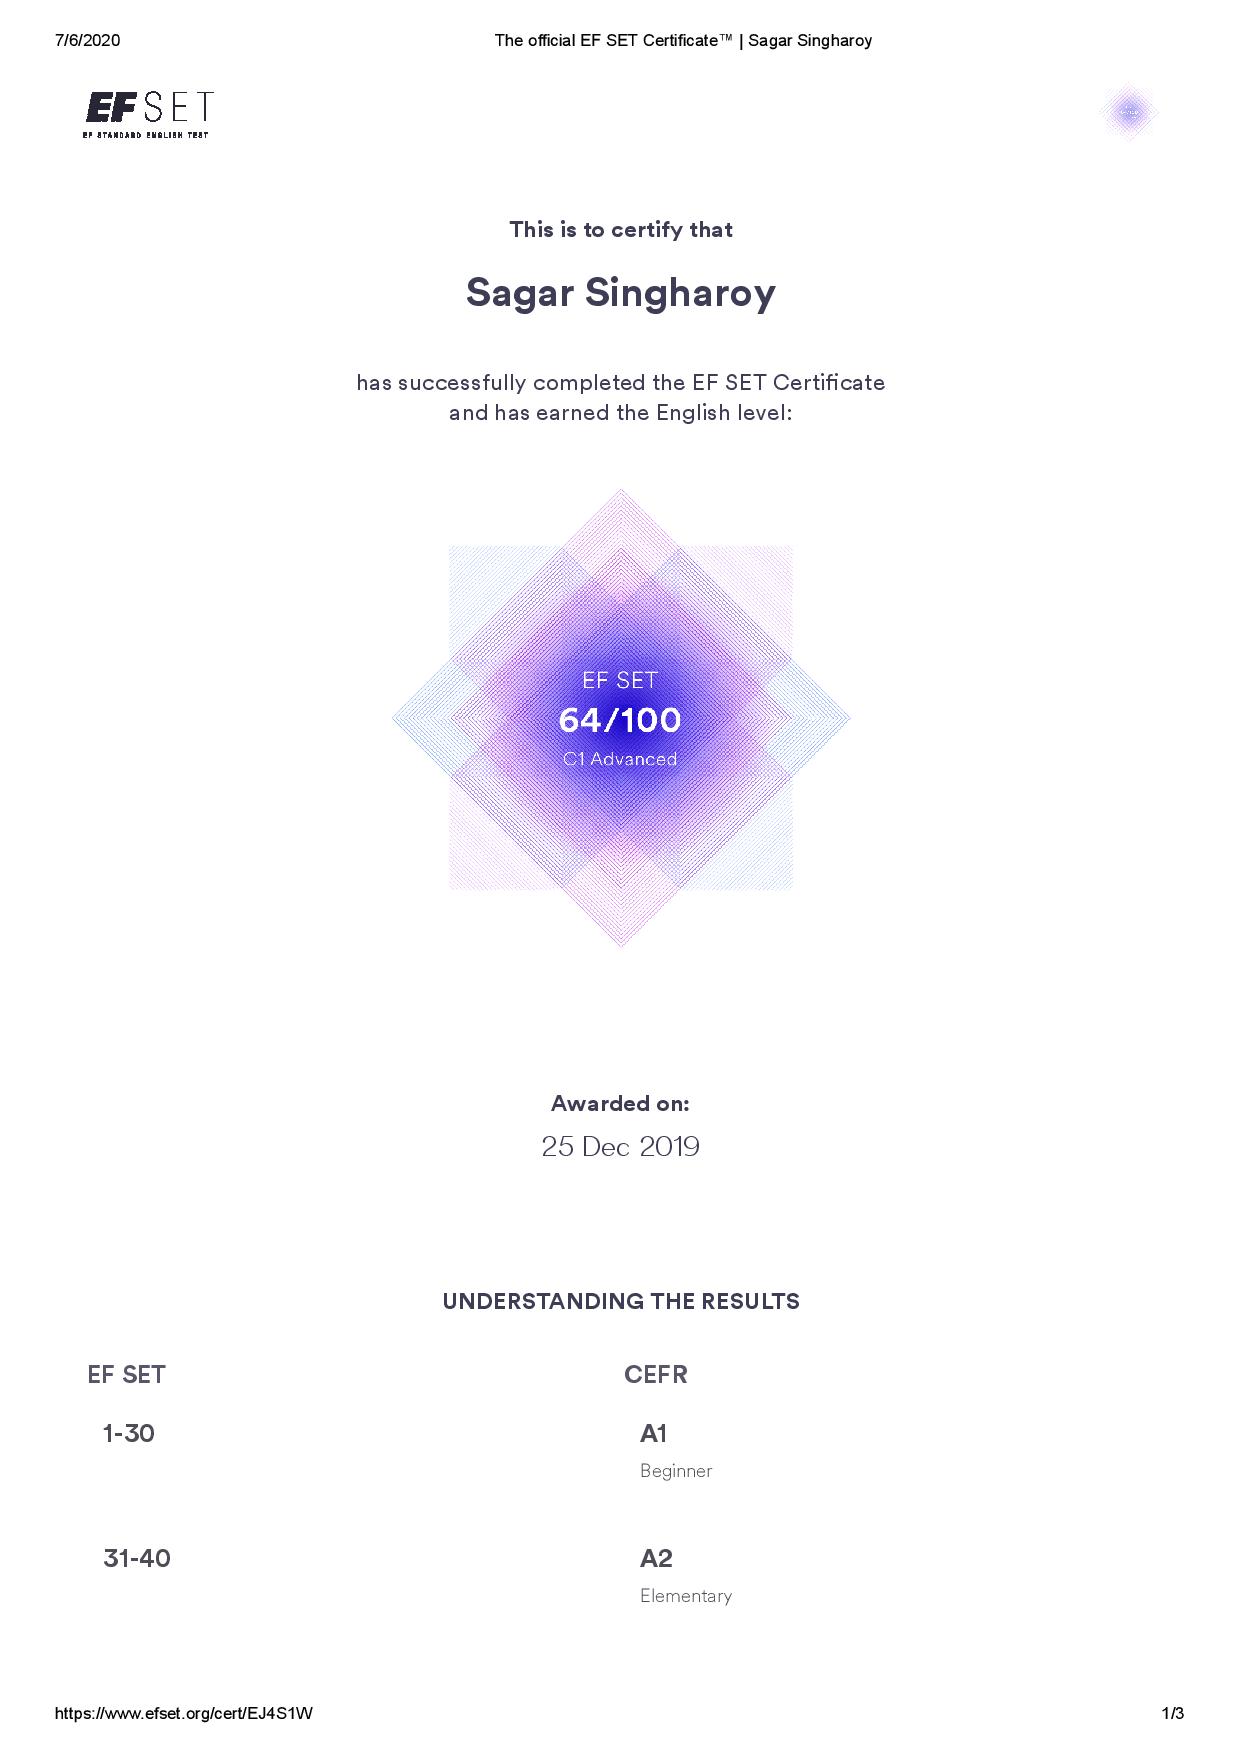 7/6/2020 The official EF SET Certificate™ | Sagar Singharoy
EF SET
EF STANDARD ENGLISH TEST
This is to certify that
Sagar Singharoy
has successfully completed the EF SET Certificate
and has earned the English level:
EF SET
64/100
C1 Advanced
Awarded on:
25 Dec 2019
UNDERSTANDING THE RESULTS
EF SET CEFR
1-30 A1
Beginner
31-40 A2
Elementary
https://www.efset.org/cert/EJ4S1W 1/3